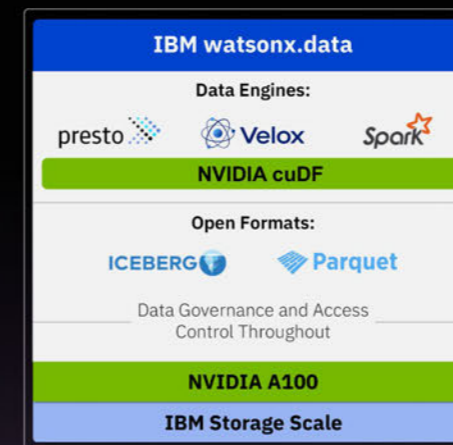 IBM watsonx.data
Data Engines:
presto Velox Spark
NVIDIA cuDF
Open Formats:
ICEBERG Parquet
Data Governance and Access
Control Throughout
NVIDIA A100
IBM Storage Scale